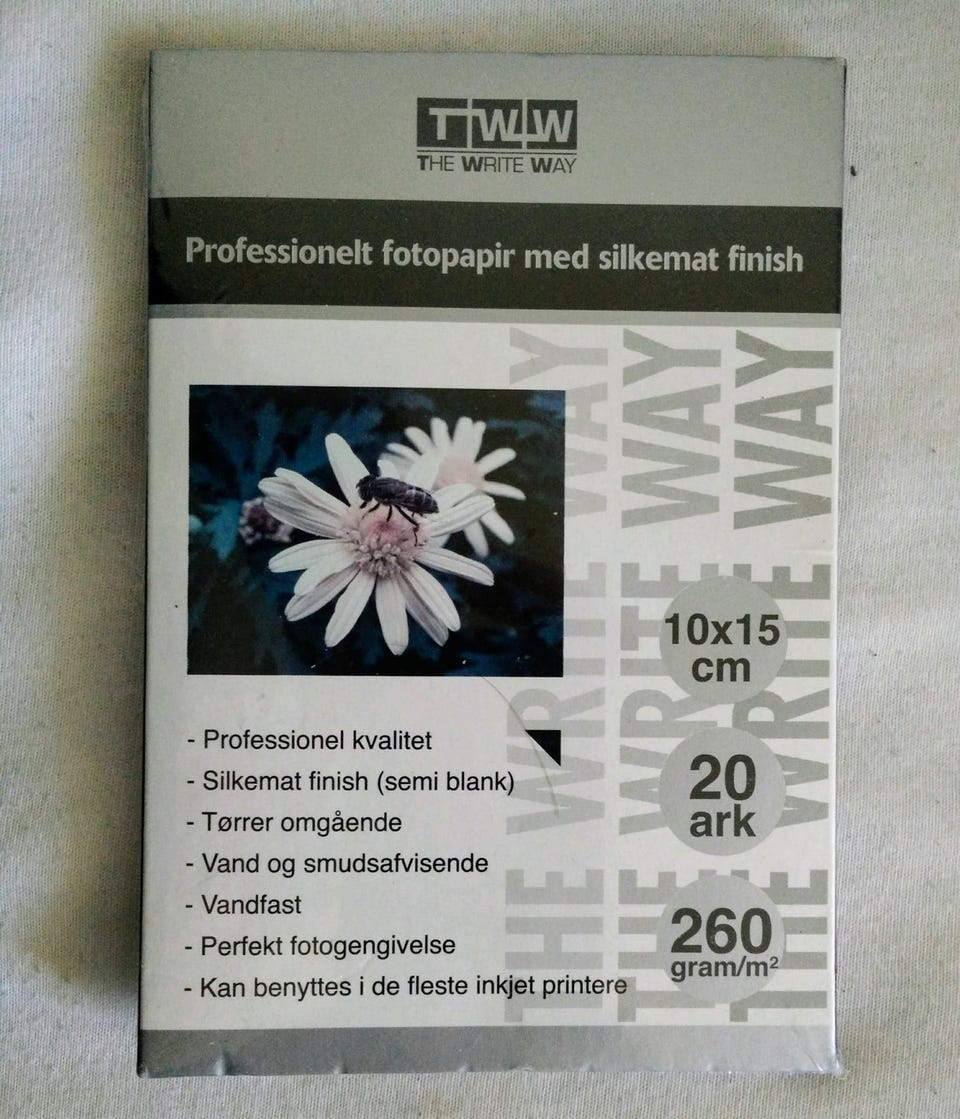 TWW
THE WRITE WAY
Professionelt fotopapir med silkemat finish
THE WRITE WAY
THE WRITE WAY
THE WRITE WAY
10x15
cm
20
ark
260
gram/m²
- Professionel kvalitet
- Silkemat finish (semi blank)
- Tørrer omgående
- Vand og smudsafvisende
- Vandfast
- Perfekt fotogengivelse
- Kan benyttes i de fleste inkjet printere